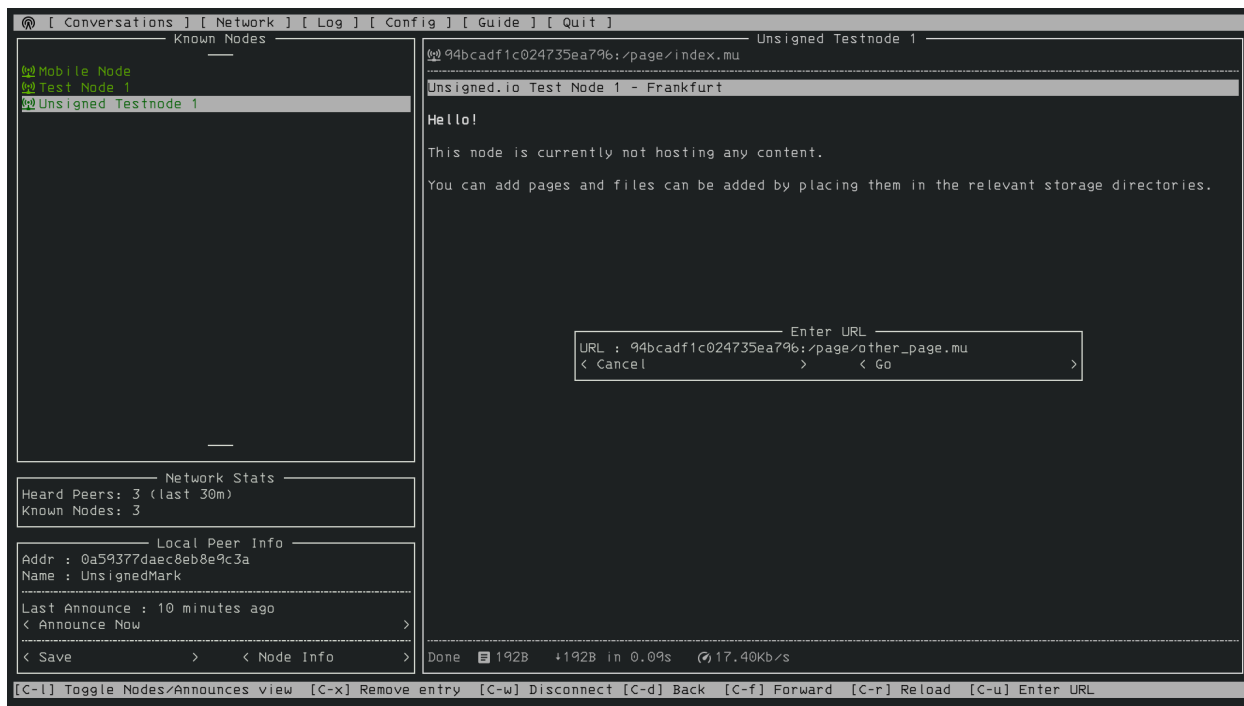 [ Conversations ] [ Network ] [ Log ] [ Config ] [ Guide ] [ Quit ]
Known Nodes
Mobile Node
Test Node 1
Unsigned Testnode 1
Network Stats
Heard Peers: 3 (last 30m)
Known Nodes: 3
Local Peer Info
Addr : 0a59377daec8eb8e9c3a
Name : UnsignedMark
Last Announce : 10 minutes ago
< Announce Now >
< Save > < Node Info >
Unsigned Testnode 1
94bcadf1c024735ea796:/page/index.mu
Unsigned.io Test Node 1 - Frankfurt
Hello!
This node is currently not hosting any content.
You can add pages and files can be added by placing them in the relevant storage directories.
Enter URL
URL : 94bcadf1c024735ea796:/page/other_page.mu
< Cancel > < Go >
Done 192B ↓192B in 0.09s 17.40Kb/s
[C-l] Toggle Nodes/Announces view [C-x] Remove entry [C-w] Disconnect [C-d] Back [C-f] Forward [C-r] Reload [C-u] Enter URL